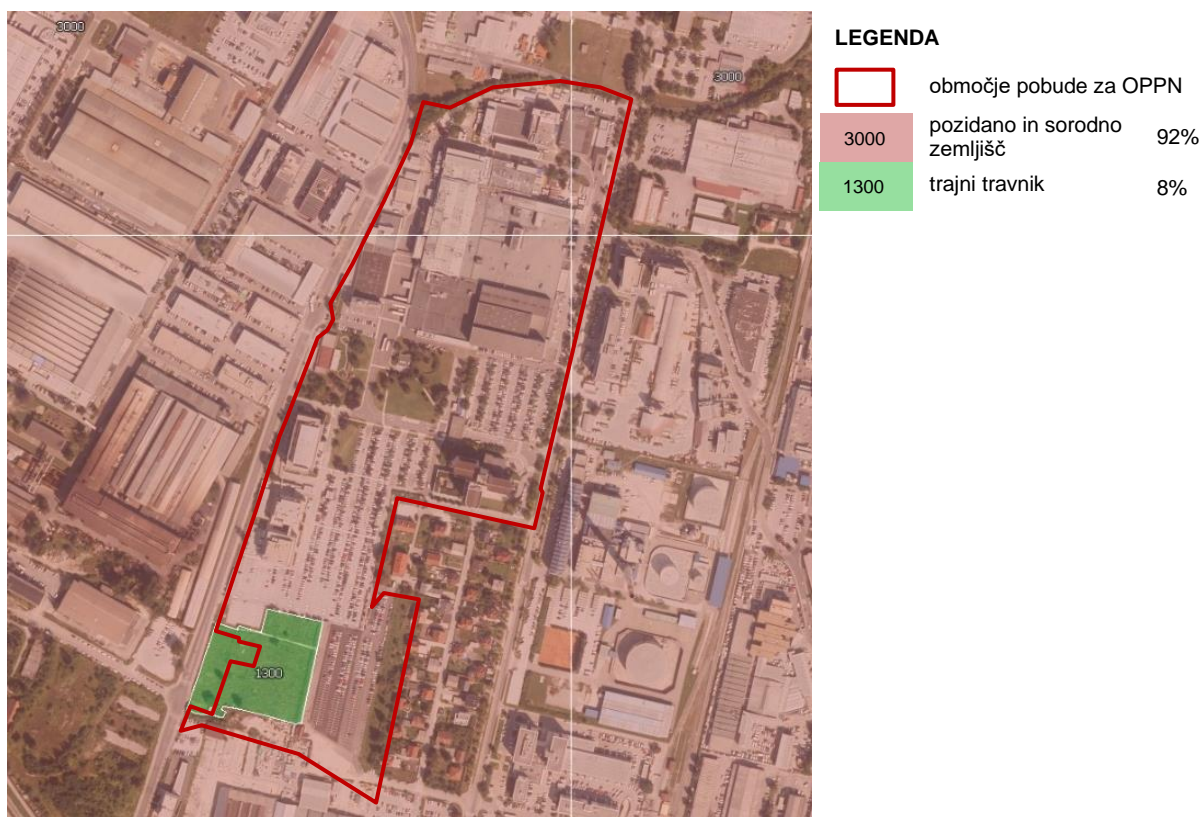 3000
3000
1300
LEGENDA
območje pobude za OPPN
3000
pozidano in sorodno
zemljišč
92%
1300
trajni travnik
8%